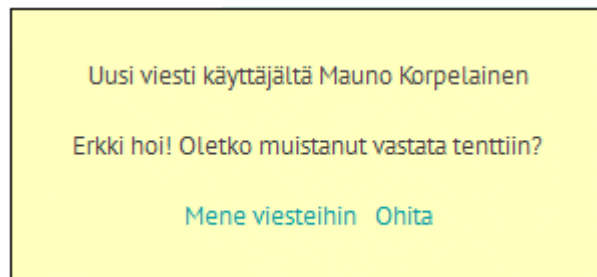 Uusi viesti käyttäjältä Mauno Korpelainen
Erkki hoi! Oletko muistanut vastata tenttiin?
Mene viesteihin Ohita